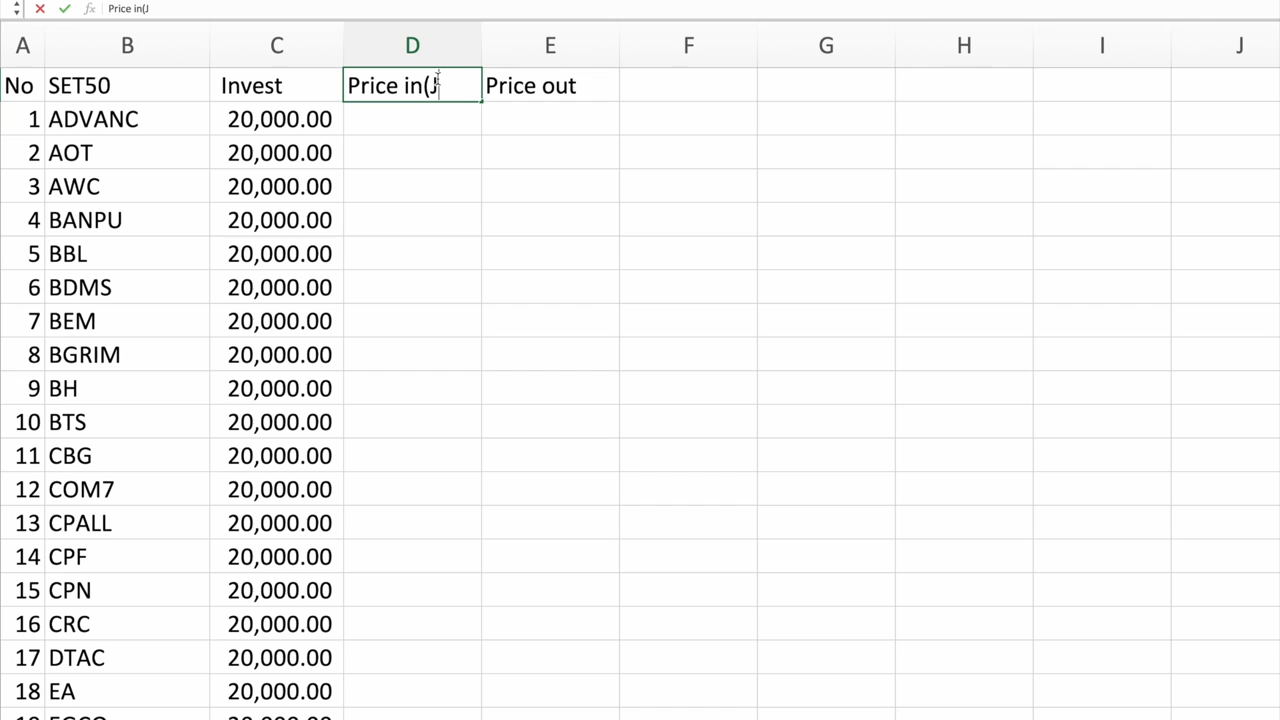 fx Price in(J
A B C D E F G H I J
No SET50 Invest Price in(J Price out
1 ADVANC 20,000.00
2 AOT 20,000.00
3 AWC 20,000.00
4 BANPU 20,000.00
5 BBL 20,000.00
6 BDMS 20,000.00
7 BEM 20,000.00
8 BGRIM 20,000.00
9 BH 20,000.00
10 BTS 20,000.00
11 CBG 20,000.00
12 COM7 20,000.00
13 CPALL 20,000.00
14 CPF 20,000.00
15 CPN 20,000.00
16 CRC 20,000.00
17 DTAC 20,000.00
18 EA 20,000.00